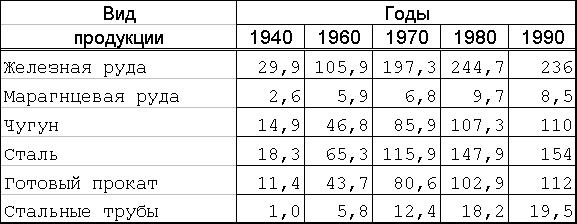 Вид Годы
продукции 1940 1960 1970 1980 1990
Железная руда 29,9 105,9 197,3 244,7 236
Марагнцевая руда 2,6 5,9 6,8 9,7 8,5
Чугун 14,9 46,8 85,9 107,3 110
Сталь 18,3 65,3 115,9 147,9 154
Готовый прокат 11,4 43,7 80,6 102,9 112
Стальные трубы 1,0 5,8 12,4 18,2 19,5